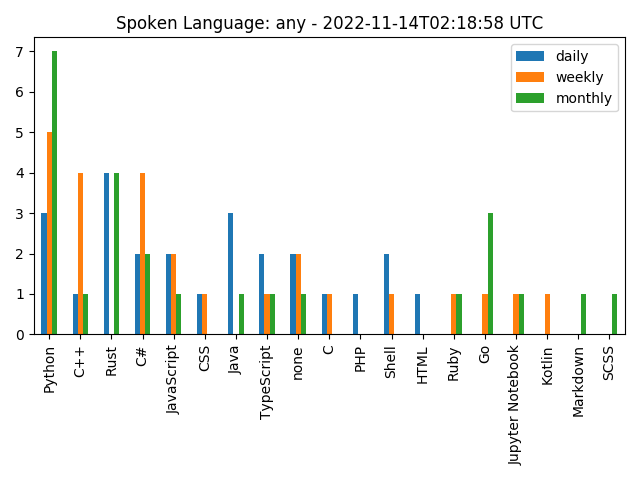 Spoken Language: any - 2022-11-14T02:18:58 UTC
daily
weekly
monthly
7
6
5
4
3
2
1
0
Python
C++
Rust
C#
JavaScript
CSS
Java
TypeScript
none
C
PHP
Shell
HTML
Ruby
Go
Jupyter Notebook
Kotlin
Markdown
SCSS